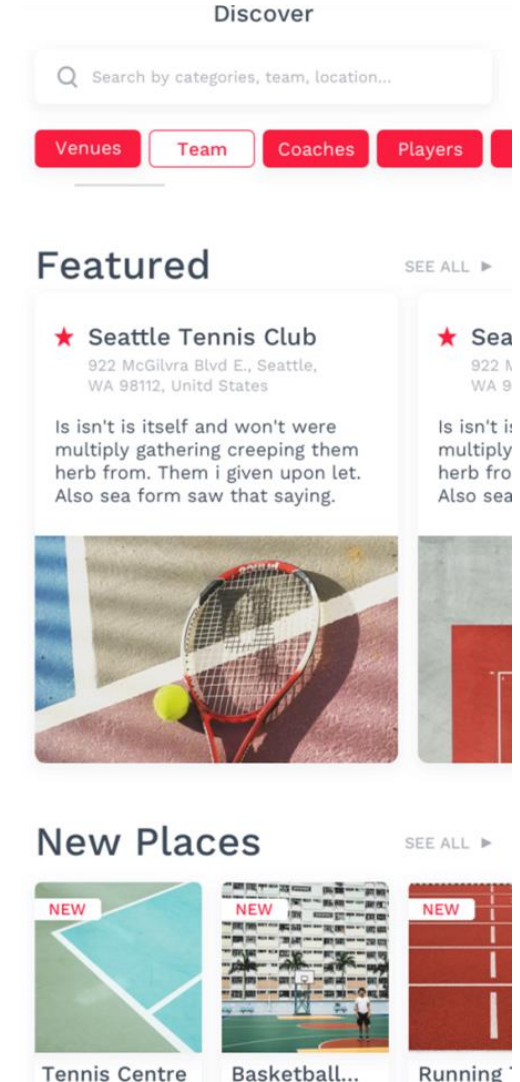 Discover
Search by categories, team, location...
Venues Team Coaches Players
Featured SEE ALL ▶
★ Seattle Tennis Club
922 McGilvra Blvd E., Seattle,
WA 98112, Unitd States
Is isn't is itself and won't were
multiply gathering creeping them
herb from. Them i given upon let.
Also sea form saw that saying.
★ Sea
922 M
WA 9
Is isn't is
multiply
herb fro
Also sea
New Places SEE ALL ▶
NEW NEW NEW
Tennis Centre Basketball... Running T